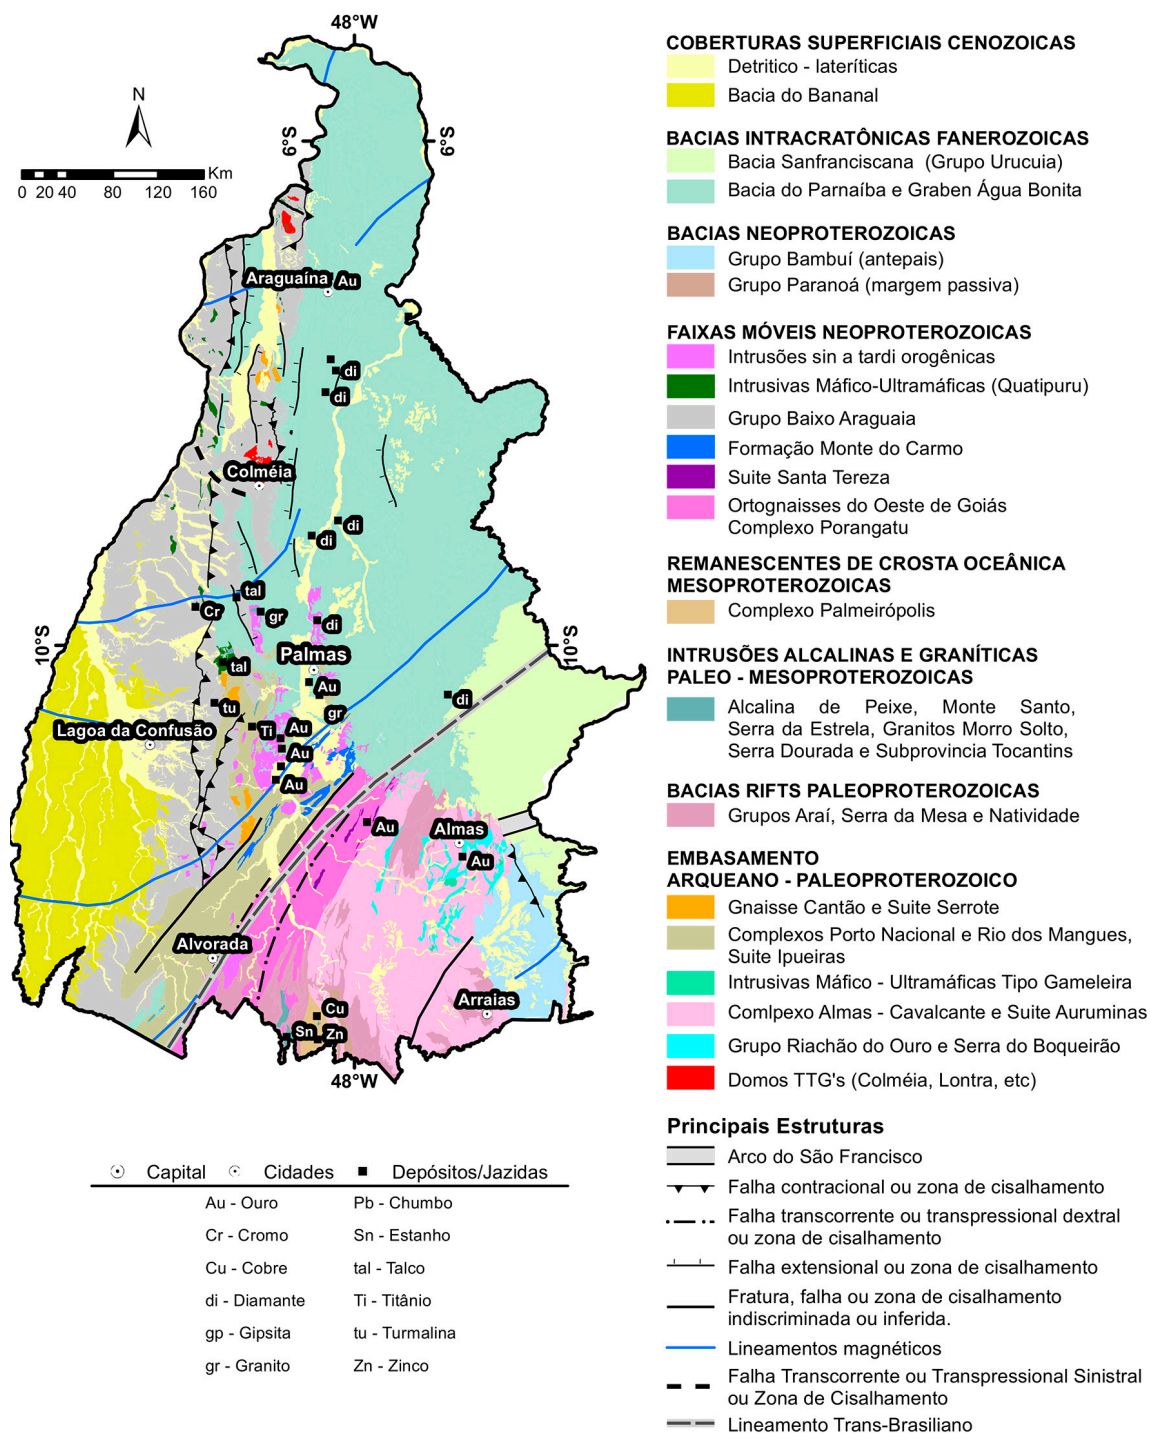 48°W
N
6°S
6°S
Km
0 20 40 80 120 160
Araguaína
Au
di
di
Colméia
di
di
tal
Cr
gr
di
10°S
10°S
Palmas
tal
Au
di
tu
gr
Lagoa da Confusão
Ti
Au
Au
Au
Au
Almas
Au
Alvorada
Arraias
Cu
Sn
Zn
48°W
Capital
Cidades
Depósitos/Jazidas
Au - Ouro
Cr - Cromo
Cu - Cobre
di - Diamante
gp - Gipsita
gr - Granito
Pb - Chumbo
Sn - Estanho
tal - Talco
Ti - Titânio
tu - Turmalina
Zn - Zinco
COBERTURAS SUPERFICIAIS CENOZOICAS
Detritico - lateríticas
Bacia do Bananal
BACIAS INTRACRATÔNICAS FANEROZOICAS
Bacia Sanfranciscana (Grupo Urucuia)
Bacia do Parnaíba e Graben Água Bonita
BACIAS NEOPROTEROZOICAS
Grupo Bambuí (antepais)
Grupo Paranoá (margem passiva)
FAIXAS MÓVEIS NEOPROTEROZOICAS
Intrusões sin a tardi orogênicas
Intrusivas Máfico-Ultramáficas (Quatipuru)
Grupo Baixo Araguaia
Formação Monte do Carmo
Suite Santa Tereza
Ortognaisses do Oeste de Goiás
Complexo Porangatu
REMANESCENTES DE CROSTA OCEÂNICA
MESOPROTEROZOICAS
Complexo Palmeirópolis
INTRUSÕES ALCALINAS E GRANÍTICAS
PALEO - MESOPROTEROZOICAS
Alcalina de Peixe, Monte Santo,
Serra da Estrela, Granitos Morro Solto,
Serra Dourada e Subprovincia Tocantins
BACIAS RIFTS PALEOPROTEROZOICAS
Grupos Araí, Serra da Mesa e Natividade
EMBASAMENTO
ARQUEANO - PALEOPROTEROZOICO
Gnaisse Cantão e Suite Serrote
Complexos Porto Nacional e Rio dos Mangues,
Suite Ipueiras
Intrusivas Máfico - Ultramáficas Tipo Gameleira
Comlpexo Almas - Cavalcante e Suite Auruminas
Grupo Riachão do Ouro e Serra do Boqueirão
Domos TTG's (Colméia, Lontra, etc)
Principais Estruturas
Arco do São Francisco
Falha contracional ou zona de cisalhamento
Falha transcorrente ou transpressional dextral
ou zona de cisalhamento
Falha extensional ou zona de cisalhamento
Fratura, falha ou zona de cisalhamento
indiscriminada ou inferida.
Lineamentos magnéticos
Falha Transcorrente ou Transpressional Sinistral
ou Zona de Cisalhamento
Lineamento Trans-Brasiliano